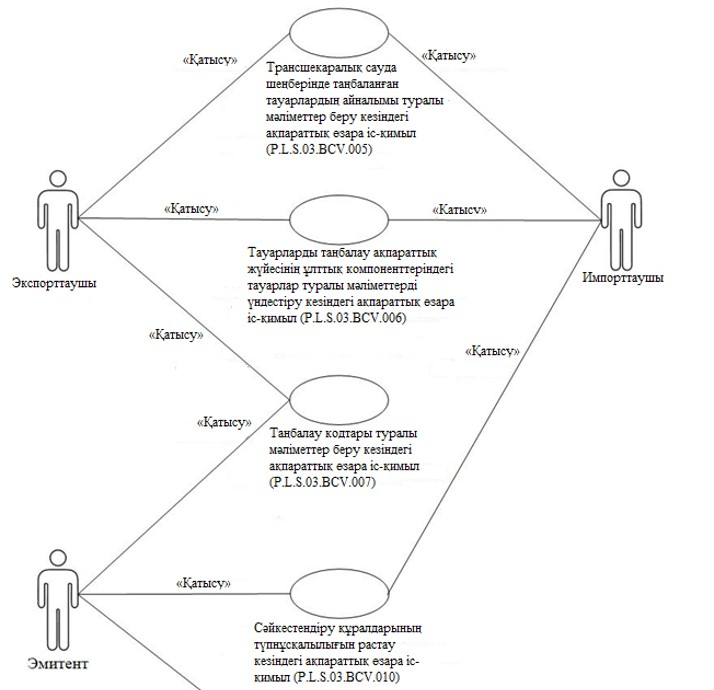 «Қатысу»
«Қатысу»
Трансшекаралық сауда
шеңберінде таңбаланған
тауарлардың айналымы туралы
мәліметтер беру кезіндегі
ақпараттық өзара іс-қимыл
(P.L.S.03.BCV.005)
«Қатысу»
«Қатысу»
Экспорттаушы
Импорттаушы
Тауарларды таңбалау ақпараттық
жүйесінің ұлттық компоненттеріндегі
тауарлар туралы мәліметтерді
үндестіру кезіндегі ақпараттық өзара
іс-қимыл (P.L.S.03.BCV.006)
«Қатысу»
«Қатысу»
«Қатысу»
Таңбалау кодтары туралы
мәліметтер беру кезіндегі
ақпараттық өзара іс-қимыл
(P.L.S.03.BCV.007)
«Қатысу»
Эмитент
Сәйкестендіру құралдарының
түпнұсқалылығын растау
кезіндегі ақпараттық өзара іс-
қимыл (P.L.S.03.BCV.010)